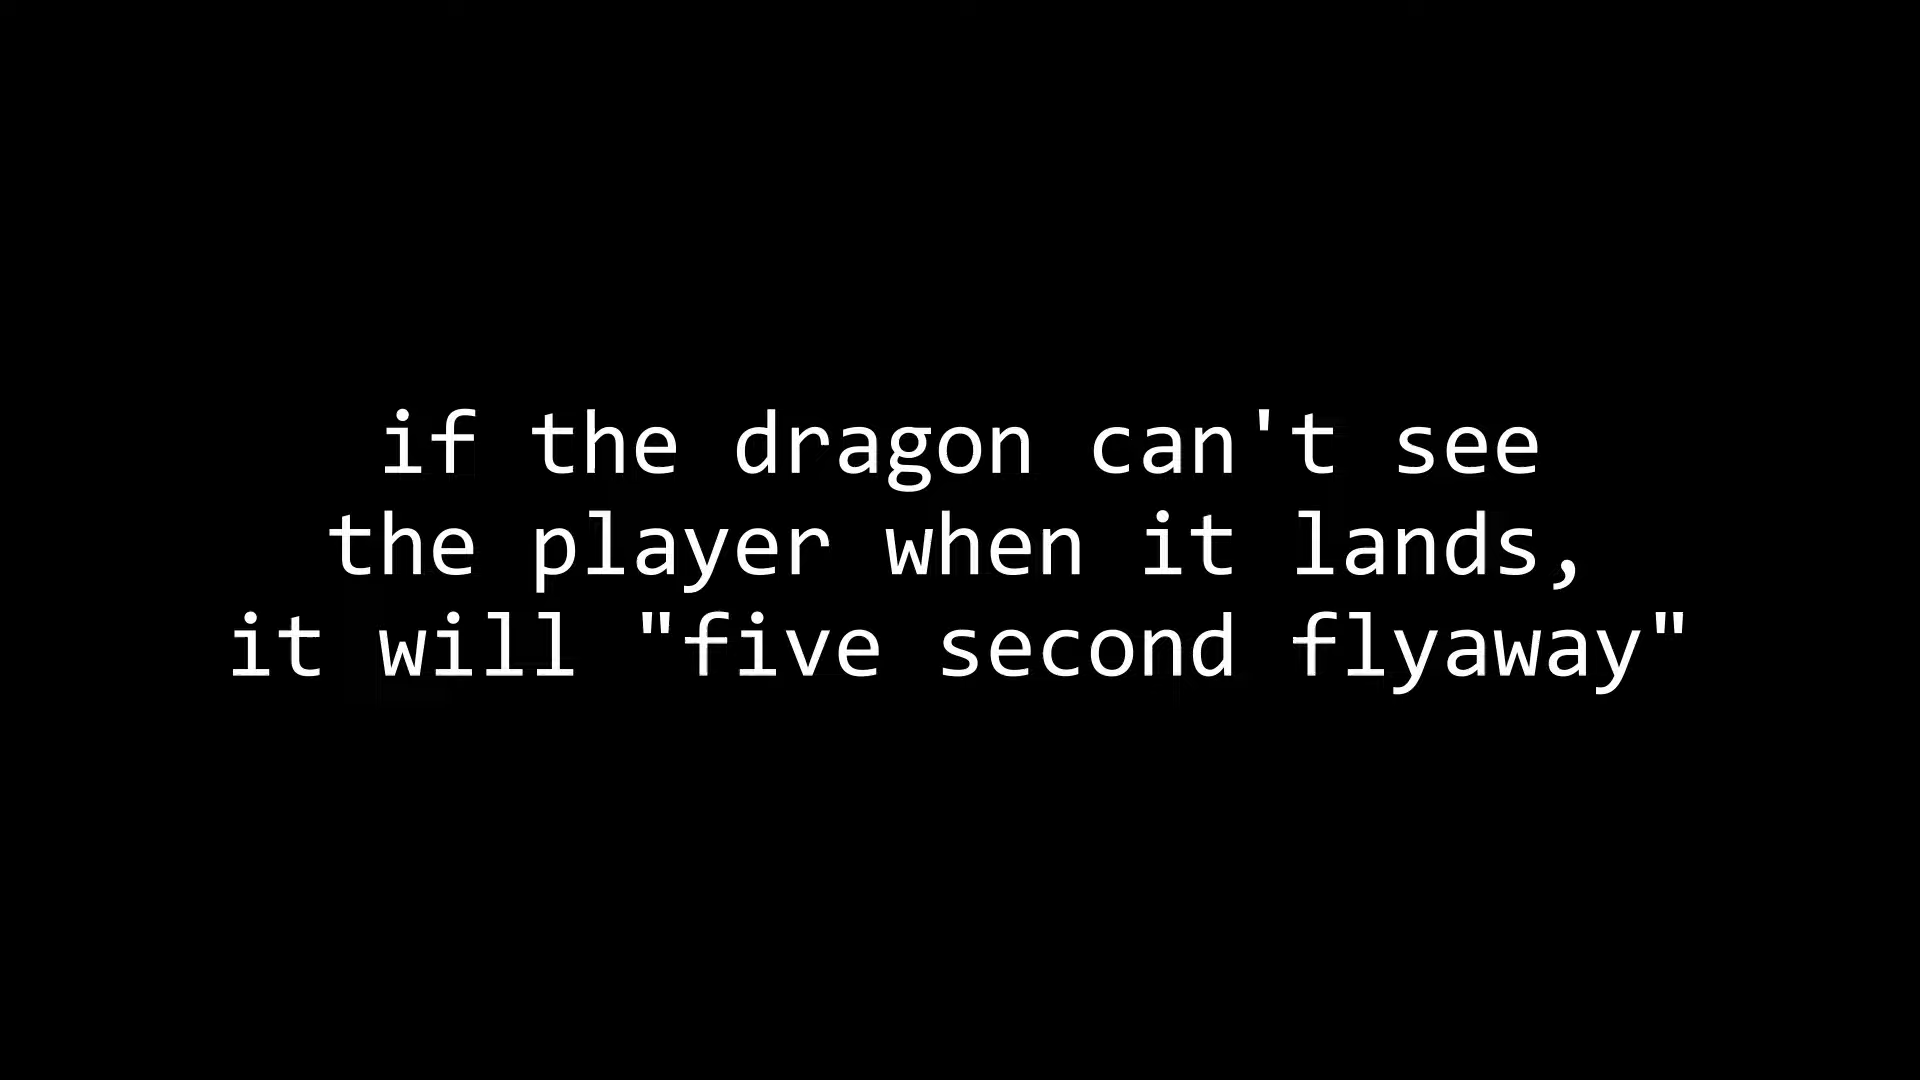 if the dragon can't see
the player when it lands,
it will "five second flyaway"